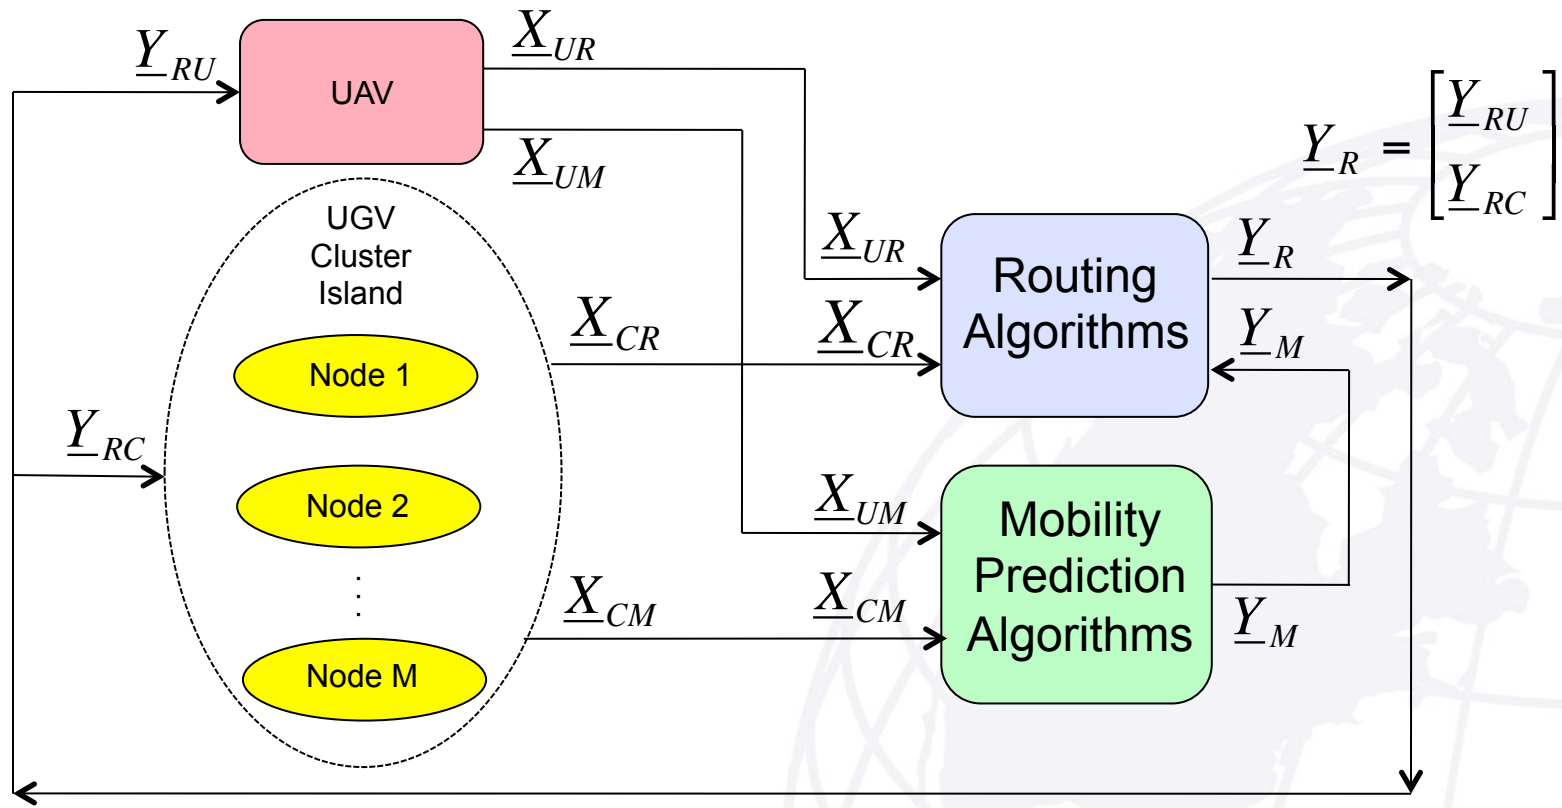 Y_RU
X_UR
UAV
X_UM
Y_R = [Y_RU
Y_RC]
UGV
Cluster
Island
X_UR
Y_R
Routing
Algorithms
X_CR
X_CR
Y_M
Node 1
Y_RC
Node 2
X_UM
Mobility
Prediction
Algorithms
X_CM
X_CM
Y_M
Node M